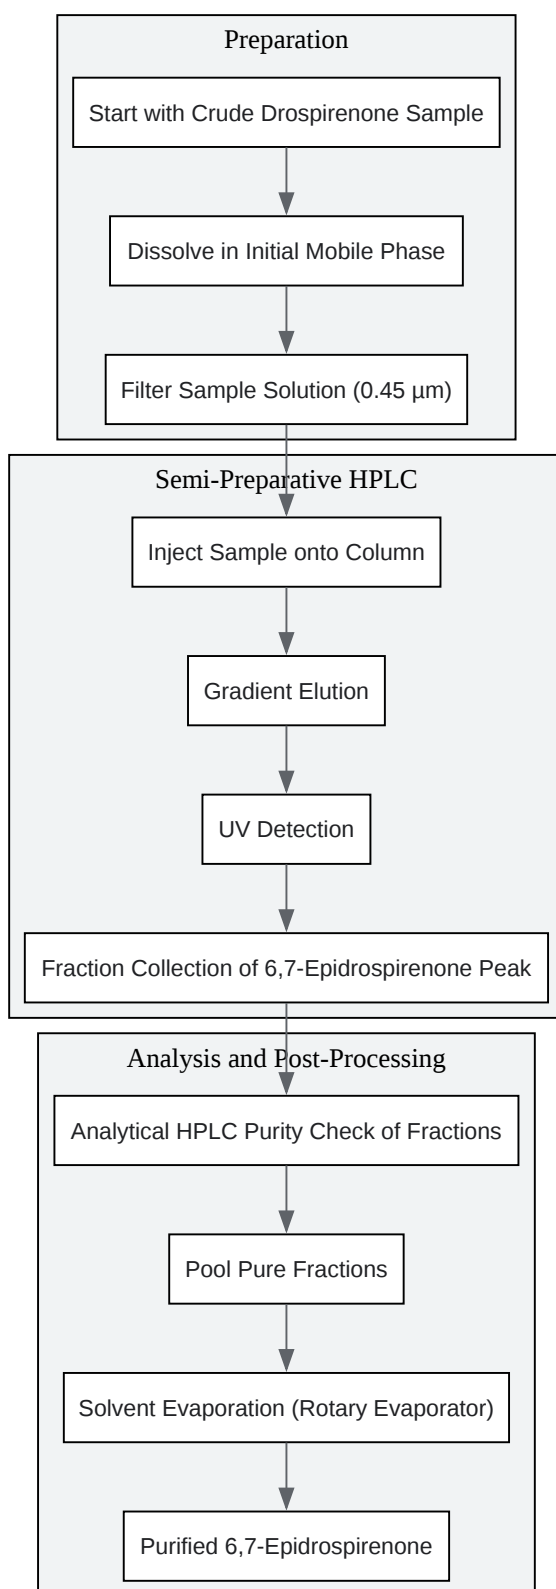 Preparation
Start with Crude Drospirenone Sample
Dissolve in Initial Mobile Phase
Filter Sample Solution (0.45 µm)
Semi-Preparative HPLC
Inject Sample onto Column
Gradient Elution
UV Detection
Fraction Collection of 6,7-Epidrospirenone Peak
Analysis and Post-Processing
Analytical HPLC Purity Check of Fractions
Pool Pure Fractions
Solvent Evaporation (Rotary Evaporator)
Purified 6,7-Epidrospirenone